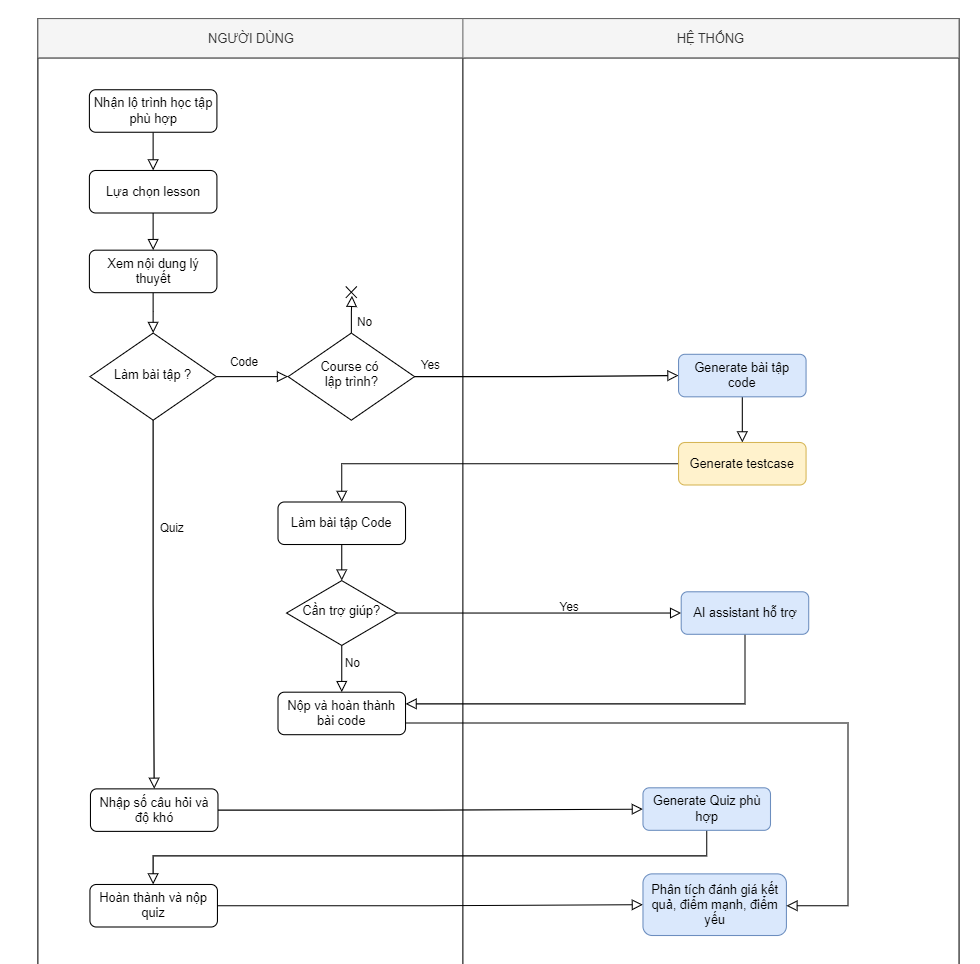 NGƯỜI DÙNG
HỆ THỐNG
Nhận lộ trình học tập
phù hợp
Lựa chọn lesson
Xem nội dung lý
thuyết
Làm bài tập ?
Code
No
Course có
lập trình?
Yes
Generate bài tập
code
Generate testcase
Làm bài tập Code
Quiz
Cần trợ giúp?
Yes
AI assistant hỗ trợ
No
Nộp và hoàn thành
bài code
Nhập số câu hỏi và
độ khó
Generate Quiz phù
hợp
Hoàn thành và nộp
quiz
Phân tích đánh giá kết
quả, điểm mạnh, điểm
yếu